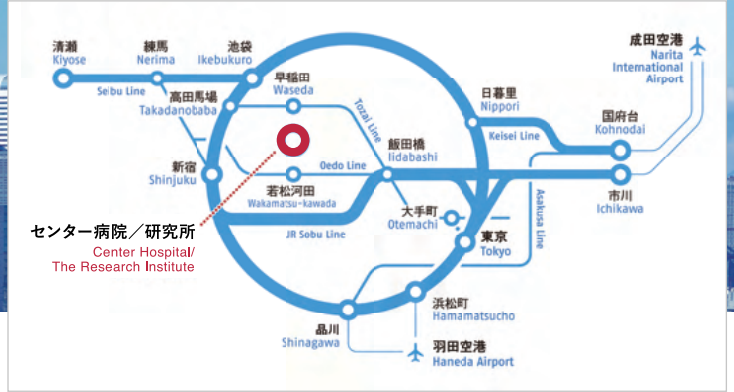 清瀬
Kiyose
練馬
Nerima
池袋
Ikebukuro
Seibu Line
高田馬場
Takadanobaba
早稲田
Waseda
Tozai Line
日暮里
Nippori
Keisei Line
成田空港
Narita
International
Airport
国府台
Kohnodai
飯田橋
Iidabashi
新宿
Shinjuku
Oedo Line
若松河田
Wakamatsu-kawada
市川
Ichikawa
Asakusa Line
大手町
Otemachi
東京
Tokyo
JR Sobu Line
センター病院/研究所
Center Hospital/
The Research Institute
浜松町
Hamamatsucho
品川
Shinagawa
羽田空港
Haneda Airport